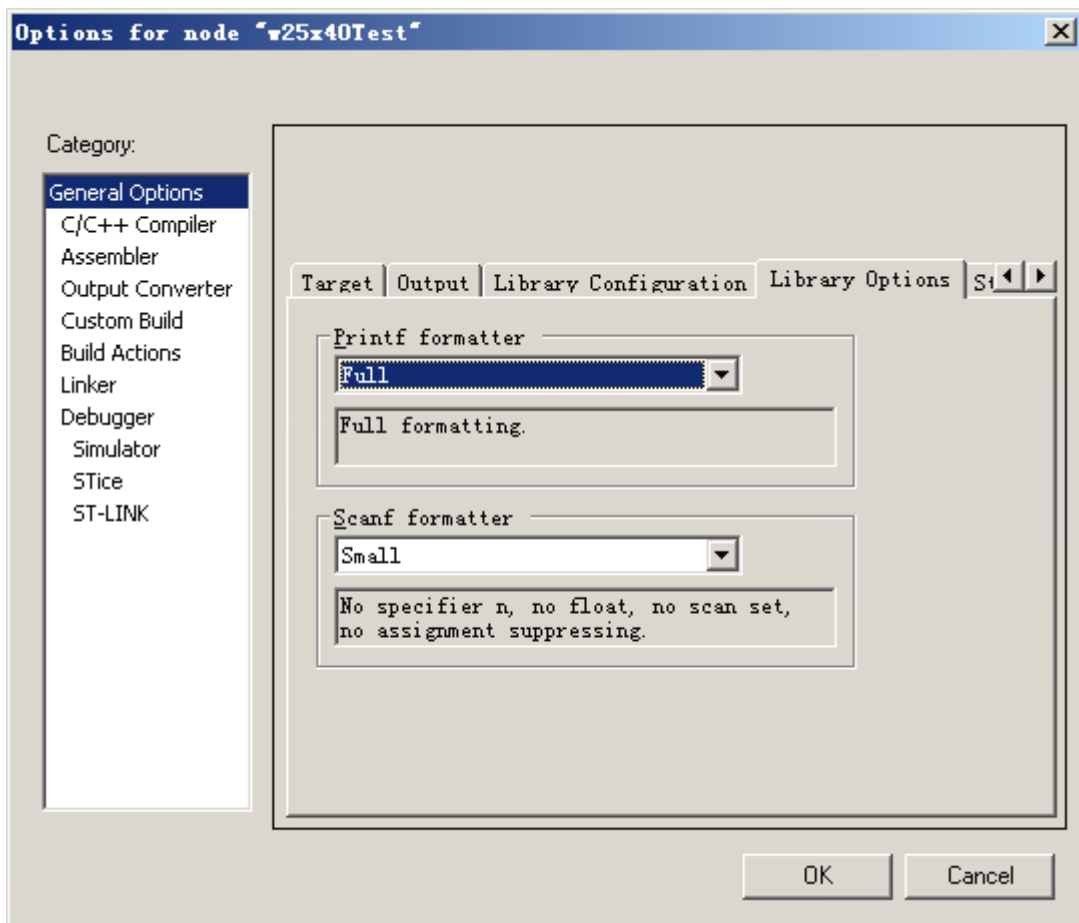 Options for node "w25x40Test"
Category:
General Options
C/C++ Compiler
Assembler
Output Converter
Custom Build
Build Actions
Linker
Debugger
Simulator
STice
ST-LINK
Target Output Library Configuration Library Options St
Printf formatter
Full
Full formatting.
Scanf formatter
Small
No specifier n, no float, no scan set,
no assignment suppressing.
OK Cancel